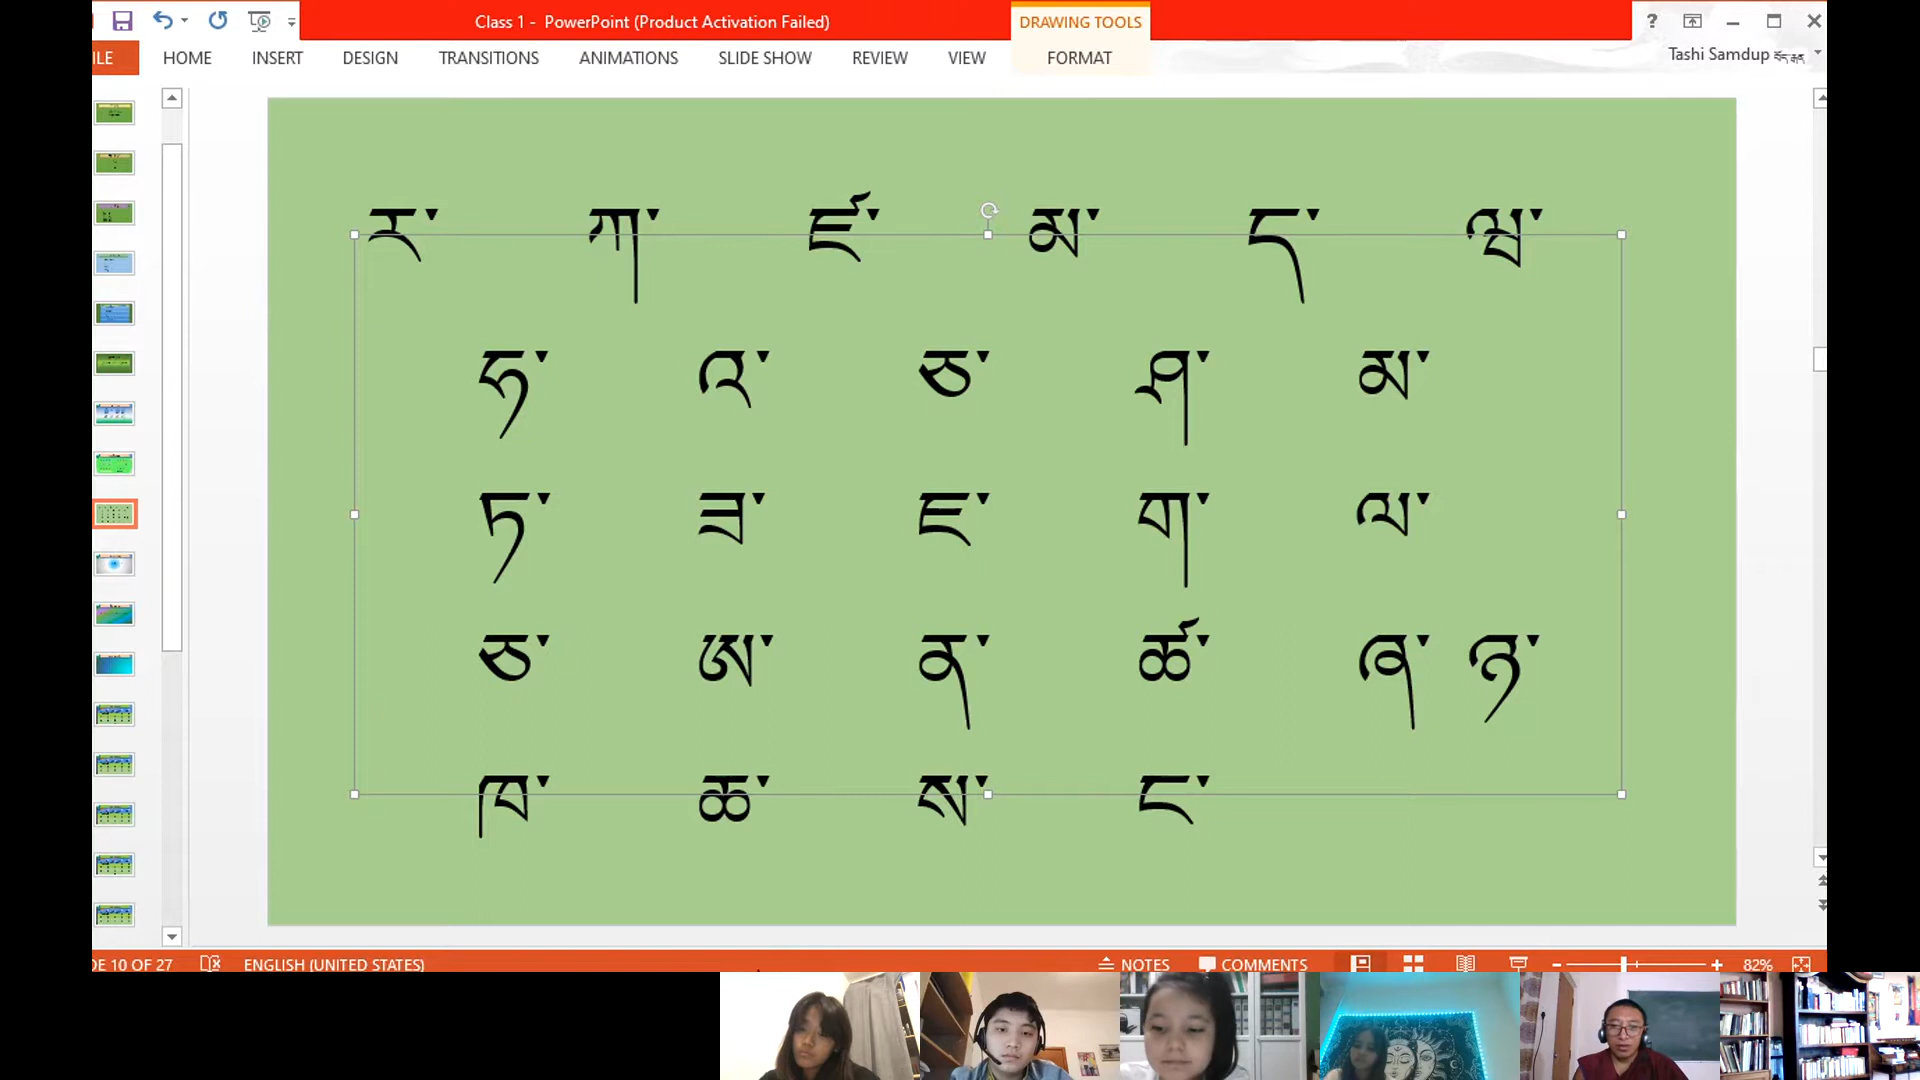 Class 1 - PowerPoint (Product Activation Failed)
DRAWING TOOLS
ILE HOME INSERT DESIGN TRANSITIONS ANIMATIONS SLIDE SHOW REVIEW VIEW FORMAT
Tashi Samdup
ར་ ཀ་ ཛ༹་ མ་ ད་ ལྤ་
ཧ་ འ་ ཅ་ ཤ་ མ་
ཏ་ ཟ་ ཇ་ ག་ ལ་
ཅ་ ཨ་ ན་ ཚ་ ཞ་ ཉ་
ཁ་ ཆ་ ས་ ང་
DE 10 OF 27 ENGLISH (UNITED STATES) NOTES COMMENTS 82%